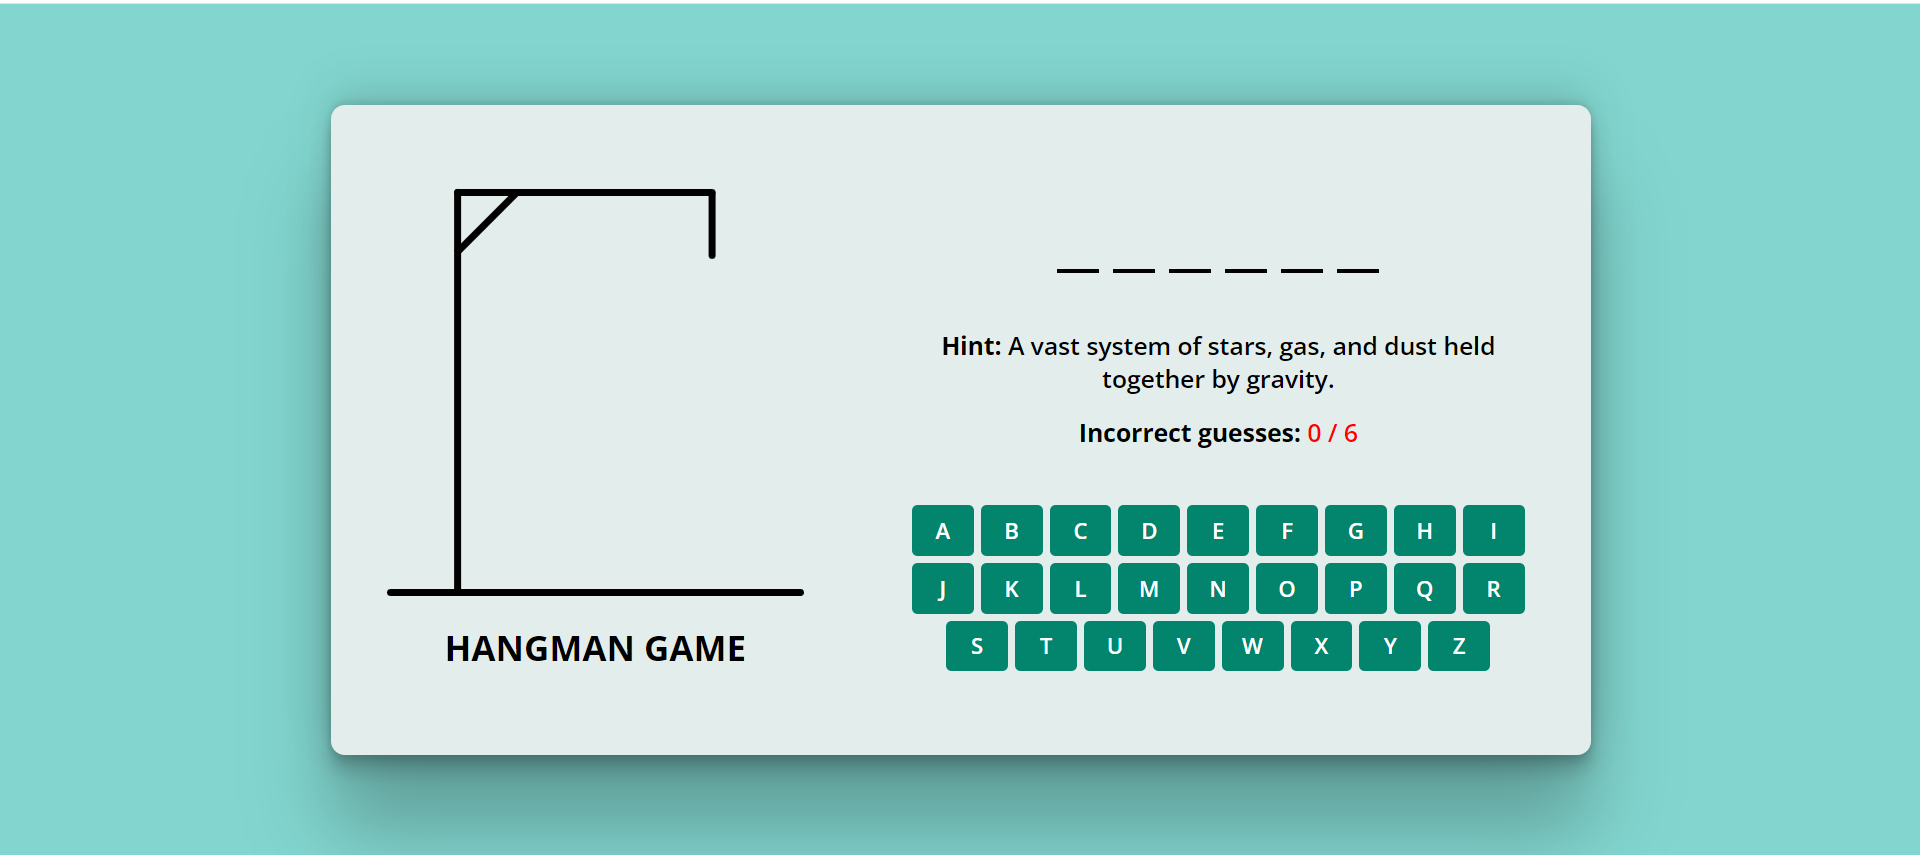 Hint: A vast system of stars, gas, and dust held
together by gravity.
Incorrect guesses: 0 / 6
A B C D E F G H I
J K L M N O P Q R
S T U V W X Y Z
HANGMAN GAME